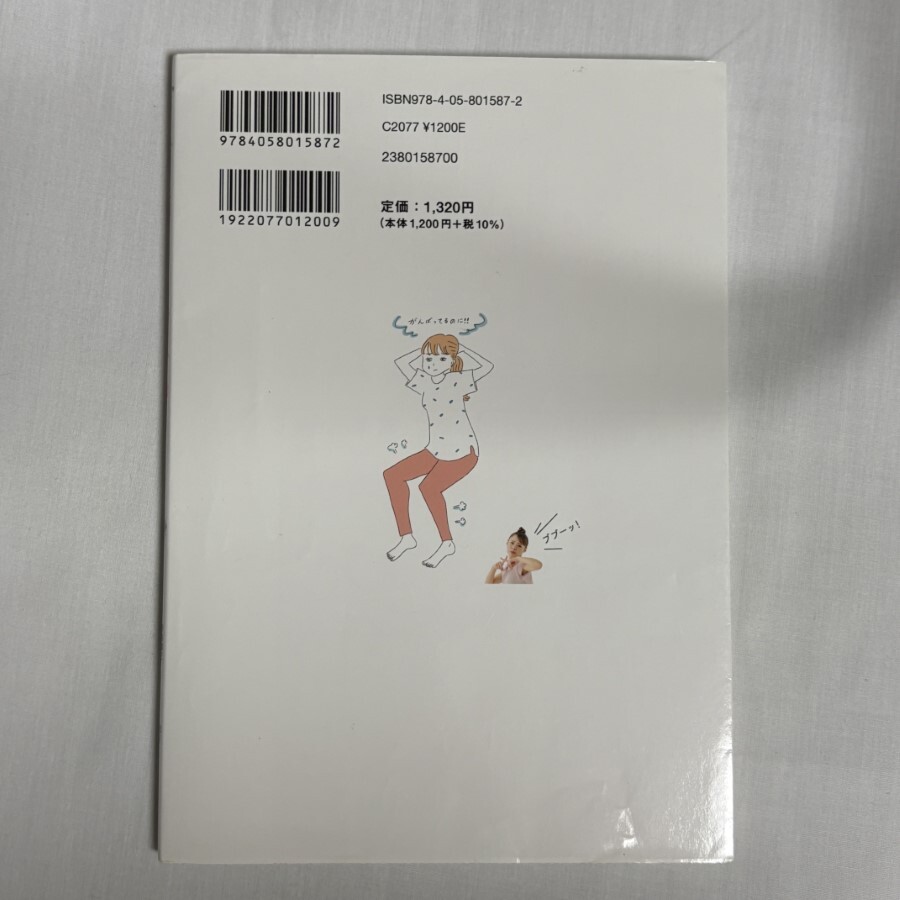 ISBN978-4-05-801587-2
9784058015872
C2077 ¥1200E
2380158700
1922077012009
定価：1,320円
（本体1,200円＋税10%）
がんばってるのに!!
ブブーッ!